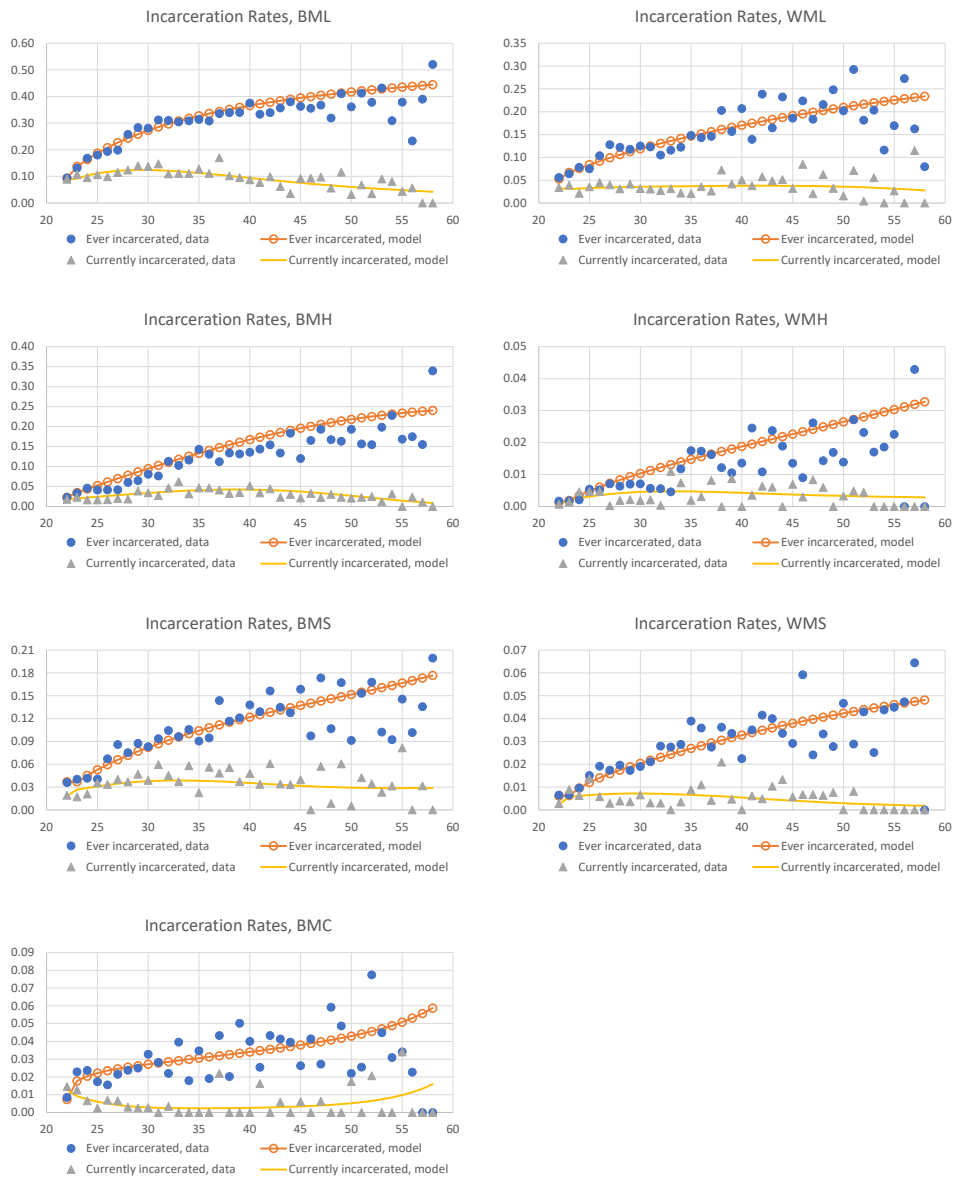 Incarceration Rates, BML
0.60
0.50
0.40
0.30
0.20
0.10
0.00
20 25 30 35 40 45 50 55 60
Ever incarcerated, data Ever incarcerated, model
Currently incarcerated, data Currently incarcerated, model
Incarceration Rates, WML
0.35
0.30
0.25
0.20
0.15
0.10
0.05
0.00
20 25 30 35 40 45 50 55 60
Ever incarcerated, data Ever incarcerated, model
Currently incarcerated, data Currently incarcerated, model
Incarceration Rates, BMH
0.40
0.35
0.30
0.25
0.20
0.15
0.10
0.05
0.00
20 25 30 35 40 45 50 55 60
Ever incarcerated, data Ever incarcerated, model
Currently incarcerated, data Currently incarcerated, model
Incarceration Rates, WMH
0.05
0.04
0.03
0.02
0.01
0.00
20 25 30 35 40 45 50 55 60
Ever incarcerated, data Ever incarcerated, model
Currently incarcerated, data Currently incarcerated, model
Incarceration Rates, BMS
0.21
0.18
0.15
0.12
0.09
0.06
0.03
0.00
20 25 30 35 40 45 50 55 60
Ever incarcerated, data Ever incarcerated, model
Currently incarcerated, data Currently incarcerated, model
Incarceration Rates, WMS
0.07
0.06
0.05
0.04
0.03
0.02
0.01
0.00
20 25 30 35 40 45 50 55 60
Ever incarcerated, data Ever incarcerated, model
Currently incarcerated, data Currently incarcerated, model
Incarceration Rates, BMC
0.09
0.08
0.07
0.06
0.05
0.04
0.03
0.02
0.01
0.00
20 25 30 35 40 45 50 55 60
Ever incarcerated, data Ever incarcerated, model
Currently incarcerated, data Currently incarcerated, model